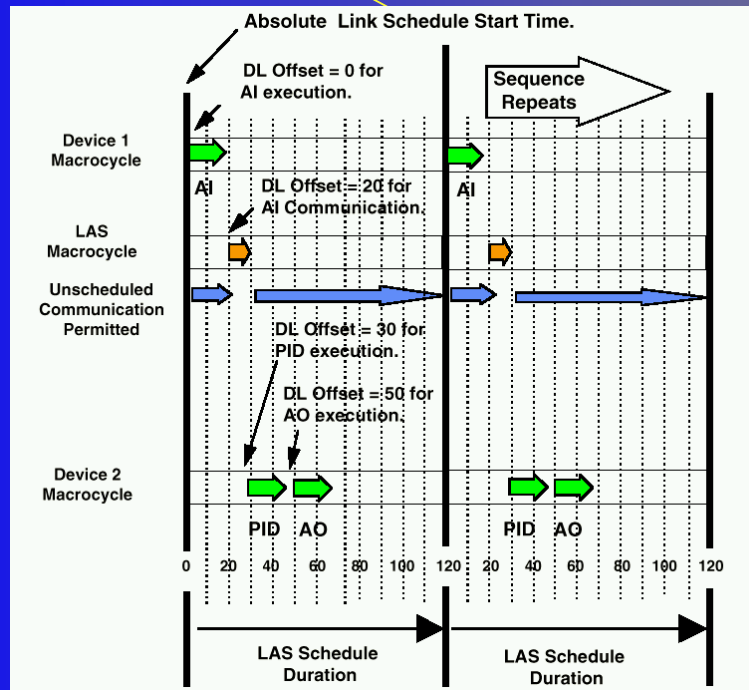 Absolute Link Schedule Start Time.
DL Offset = 0 for
AI execution.
Sequence
Repeats
Device 1
Macrocycle
AI
AI
DL Offset = 20 for
AI Communication.
LAS
Macrocycle
Unscheduled
Communication
Permitted
DL Offset = 30 for
PID execution.
DL Offset = 50 for
AO execution.
Device 2
Macrocycle
PID AO
PID AO
0 20 40 60 80 100 120 20 40 60 80 100 120
LAS Schedule
Duration
LAS Schedule
Duration